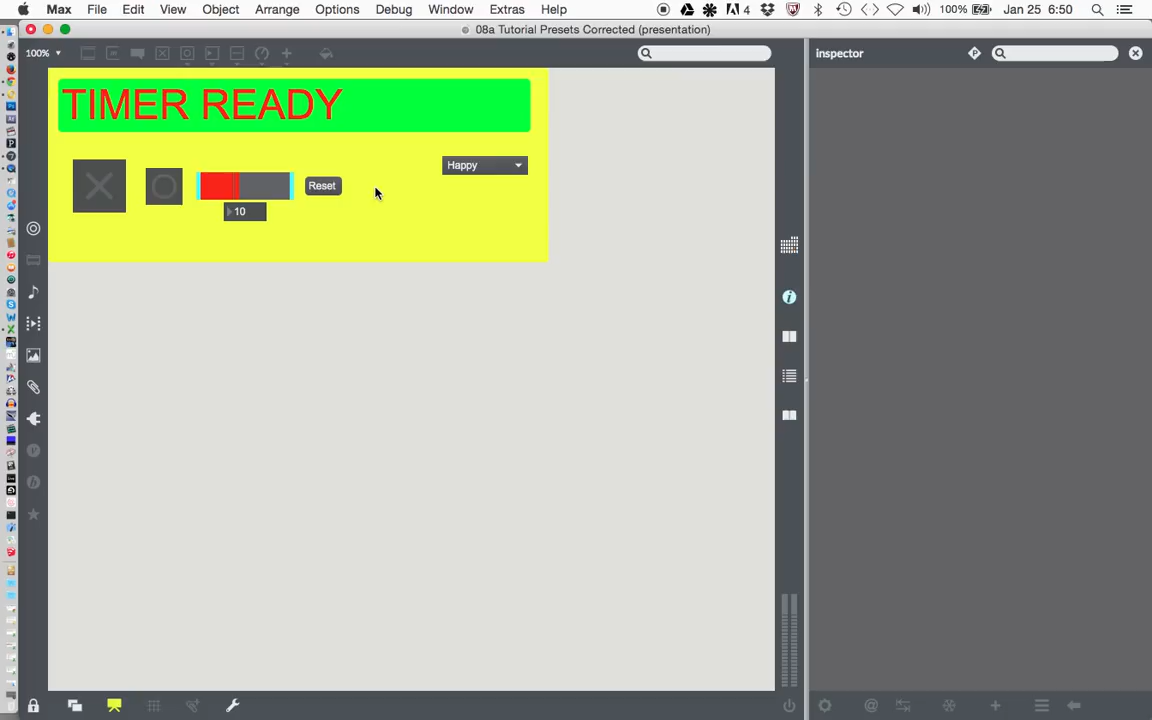 Max File Edit View Object Arrange Options Debug Window Extras Help 4 100% Jan 25 6:50
08a Tutorial Presets Corrected (presentation)
100%
inspector
TIMER READY
Happy
Reset
10